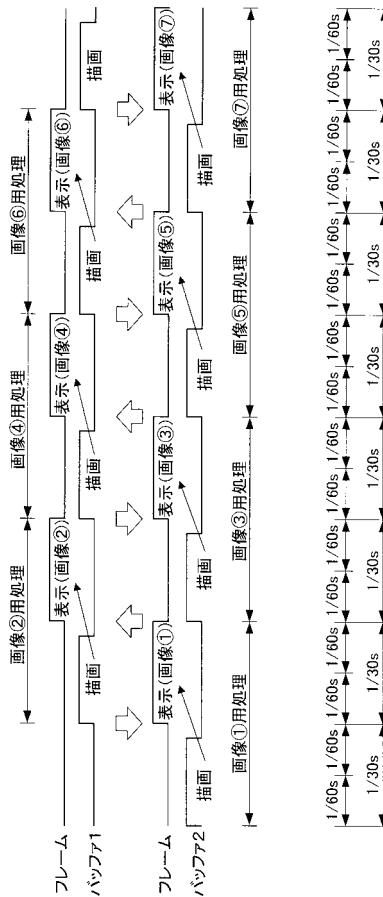 画像②用処理 画像④用処理 画像⑥用処理
フレーム 表示(画像②) 表示(画像④) 表示(画像⑥)
バッファ1 描画 描画 描画 描画
フレーム 表示(画像①) 表示(画像③) 表示(画像⑤) 表示(画像⑦)
バッファ2 描画 描画 描画 描画
画像①用処理 画像③用処理 画像⑤用処理 画像⑦用処理
1/60s 1/60s 1/60s 1/60s 1/60s 1/60s 1/60s 1/60s 1/60s 1/60s 1/60s 1/60s 1/60s 1/60s 1/60s 1/60s
1/30s 1/30s 1/30s 1/30s 1/30s 1/30s 1/30s 1/30s